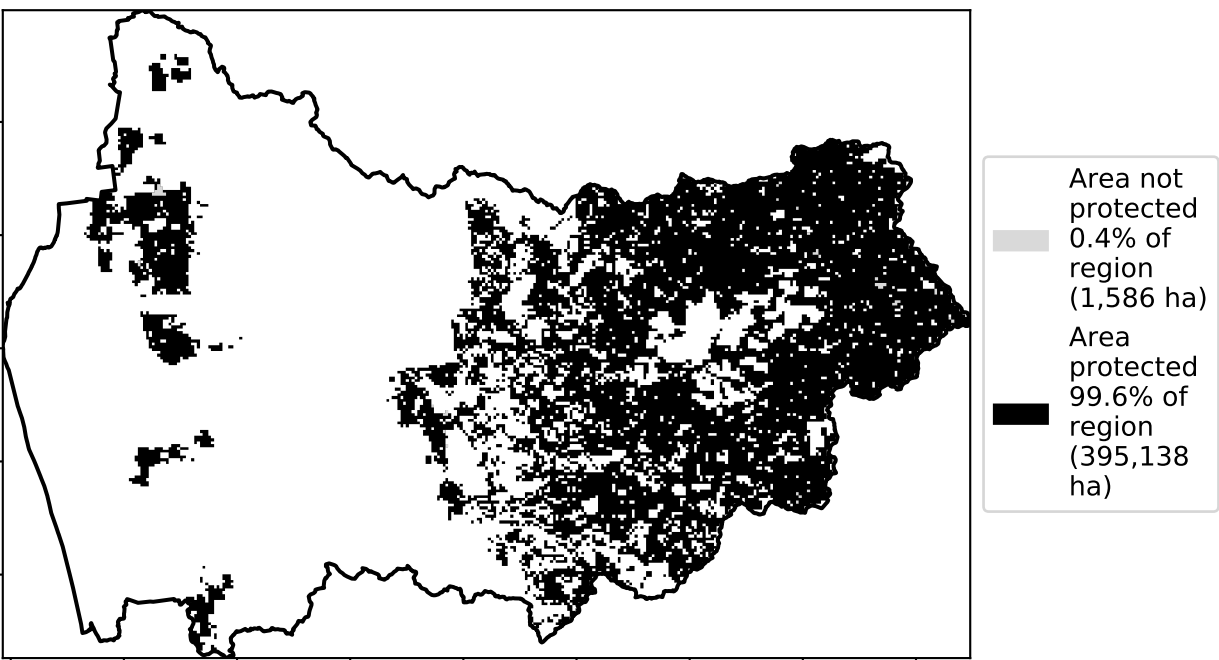 Area not
protected
0.4% of
region
(1,586 ha)
Area
protected
99.6% of
region
(395,138
ha)